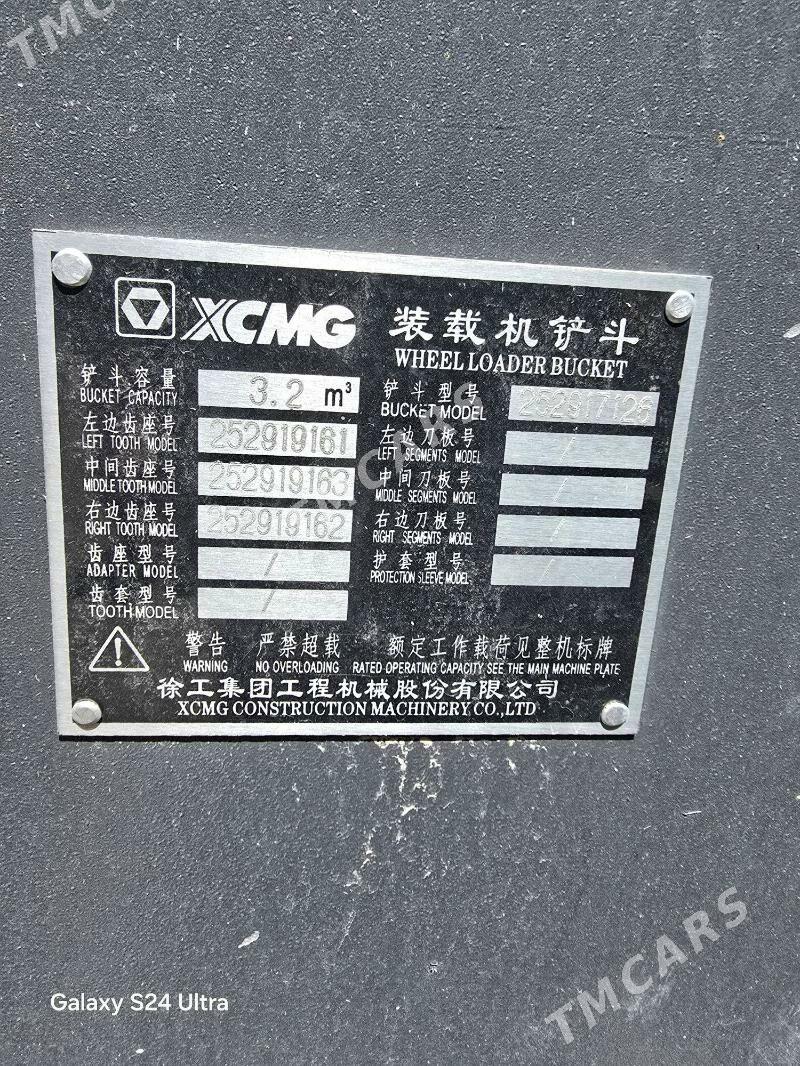 TMCARS
XCMG 装载机铲斗
WHEEL LOADER BUCKET
铲斗容量 3.2 m³ 铲斗型号 252917126
BUCKET CAPACITY BUCKET MODEL
左边齿座号 252919161 左边刀板号 /
LEFT TOOTH MODEL LEFT SEGMENTS MODEL
中间齿座号 252919163 中间刀板号 /
MIDDLE TOOTH MODEL MIDDLE SEGMENTS MODEL
右边齿座号 252919162 右边刀板号 /
RIGHT TOOTH MODEL RIGHT SEGMENTS MODEL
齿座型号 / 护套型号 /
ADAPTER MODEL PROTECTION SLEEVE MODEL
齿套型号 /
TOOTH MODEL
警告 严禁超载 额定工作载荷见整机标牌
WARNING NO OVERLOADING RATED OPERATING CAPACITY SEE THE MAIN MACHINE PLATE
徐工集团工程机械股份有限公司
XCMG CONSTRUCTION MACHINERY CO.,LTD
TMCARS
Galaxy S24 Ultra
TMCARS